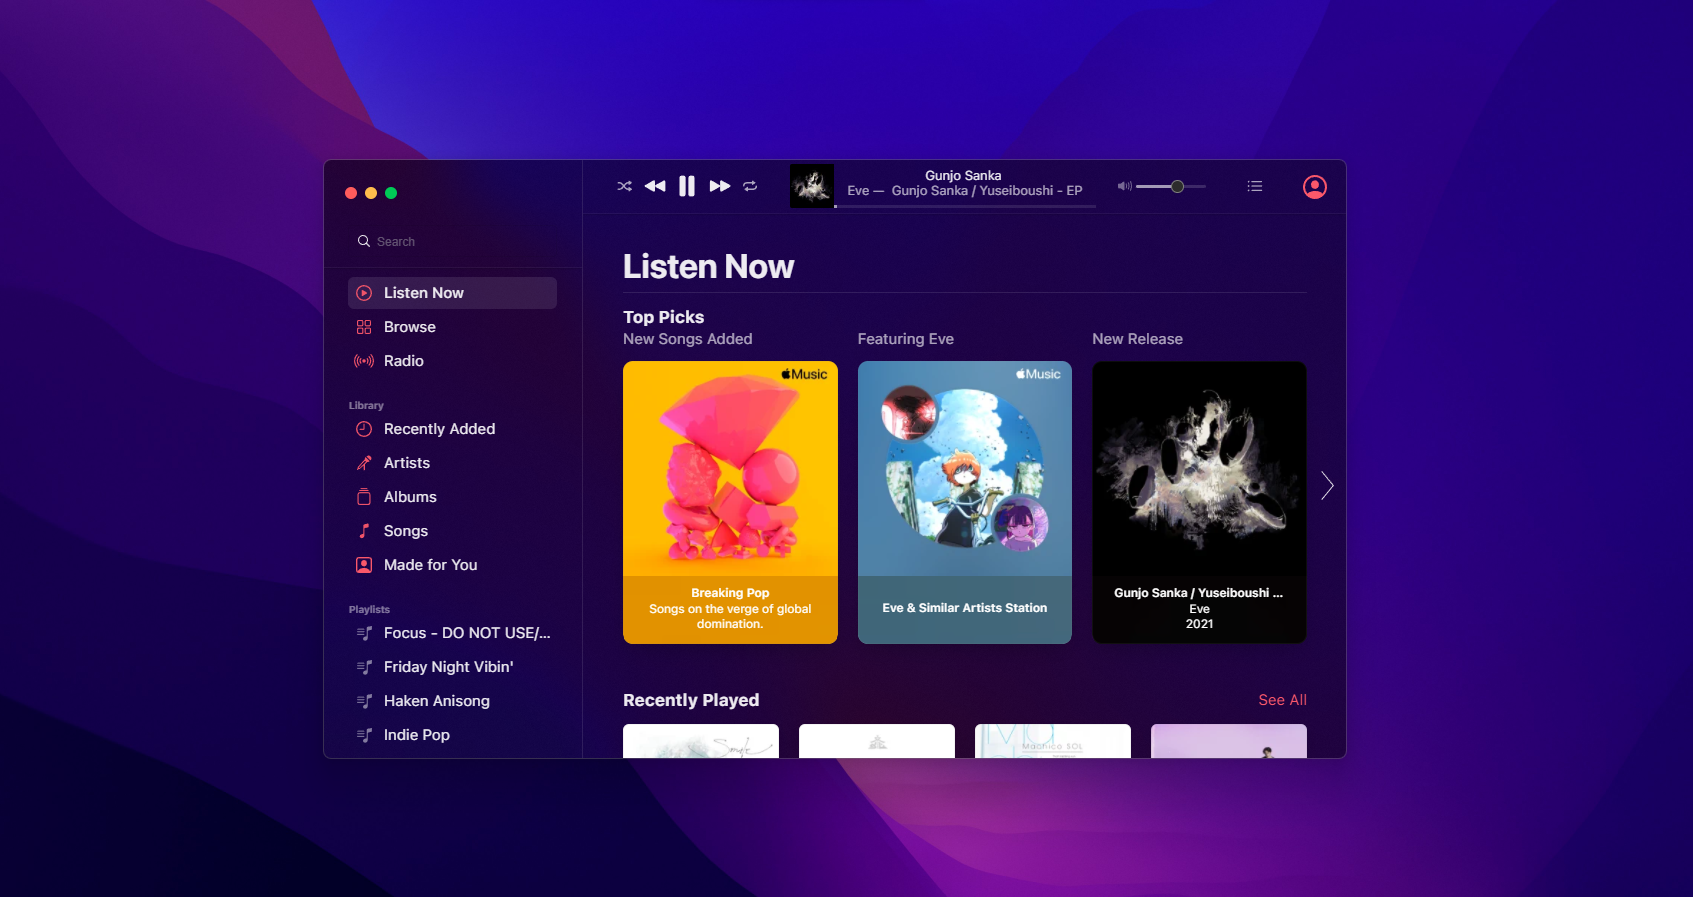 Gunjo Sanka
Eve — Gunjo Sanka / Yuseiboushi - EP
Search
Listen Now
Browse
Radio
Library
Recently Added
Artists
Albums
Songs
Made for You
Playlists
Focus - DO NOT USE/...
Friday Night Vibin'
Haken Anisong
Indie Pop
Listen Now
Top Picks
New Songs Added
Featuring Eve
New Release
Music
Music
Breaking Pop
Songs on the verge of global
domination.
Eve & Similar Artists Station
Gunjo Sanka / Yuseiboushi ...
Eve
2021
Recently Played
See All
Machico SOL